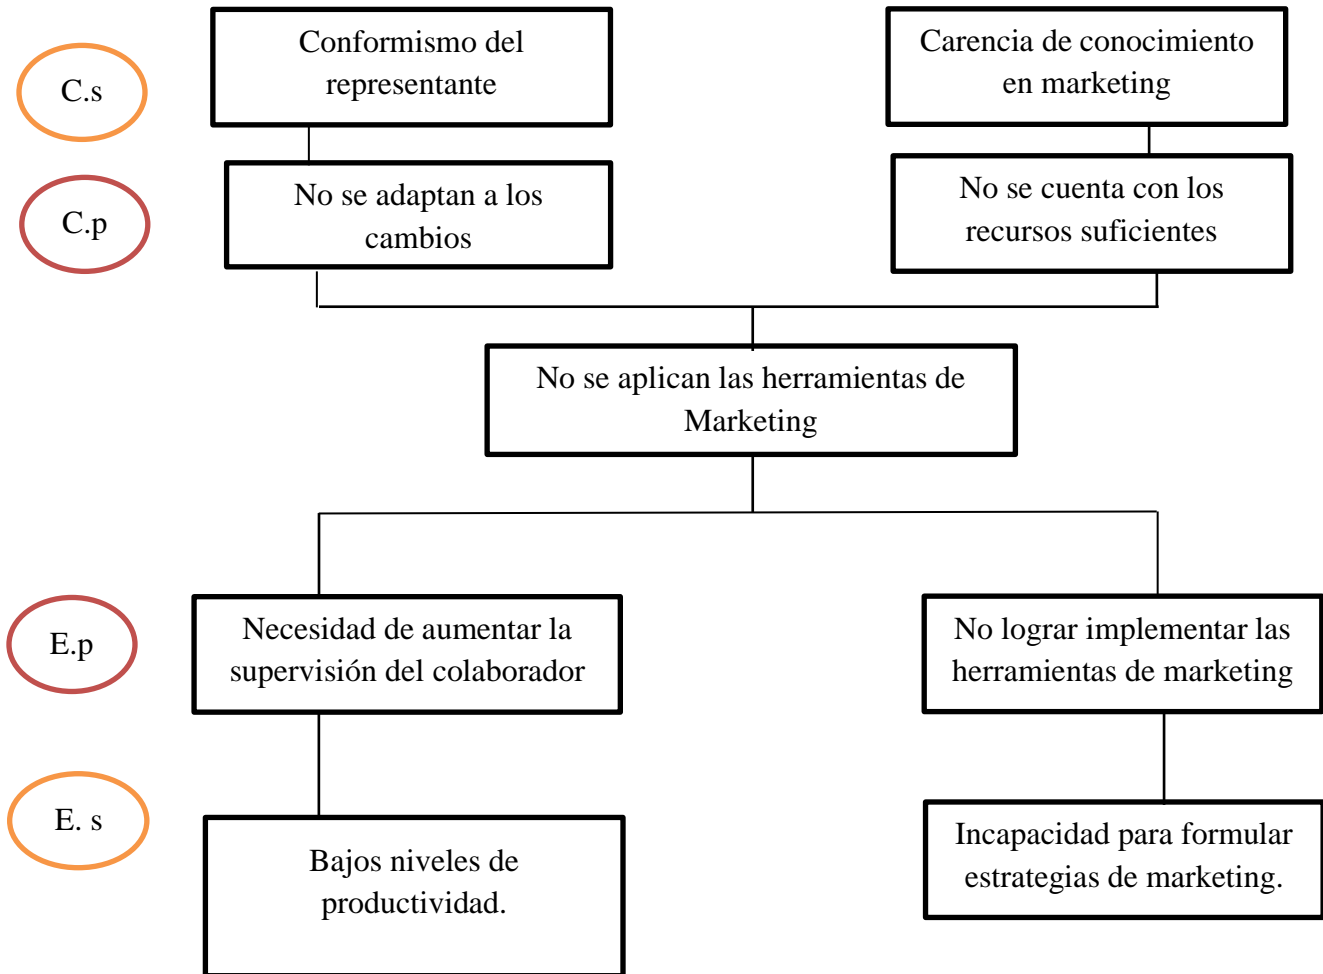 C.s
Conformismo del
representante
Carencia de conocimiento
en marketing
C.p
No se adaptan a los
cambios
No se cuenta con los
recursos suficientes
No se aplican las herramientas de
Marketing
E.p
Necesidad de aumentar la
supervisión del colaborador
No lograr implementar las
herramientas de marketing
E. s
Bajos niveles de
productividad.
Incapacidad para formular
estrategias de marketing.